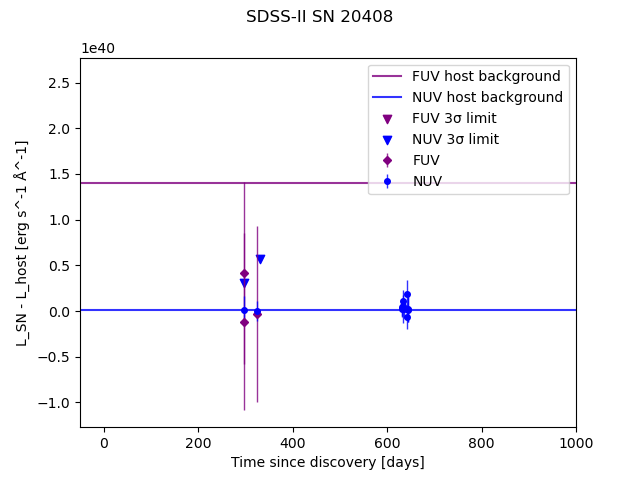 SDSS-II SN 20408
1e40
FUV host background
NUV host background
FUV 3σ limit
NUV 3σ limit
FUV
NUV
2.5
2.0
1.5
1.0
0.5
0.0
−0.5
−1.0
L_SN - L_host [erg s^-1 Å^-1]
0 200 400 600 800 1000
Time since discovery [days]